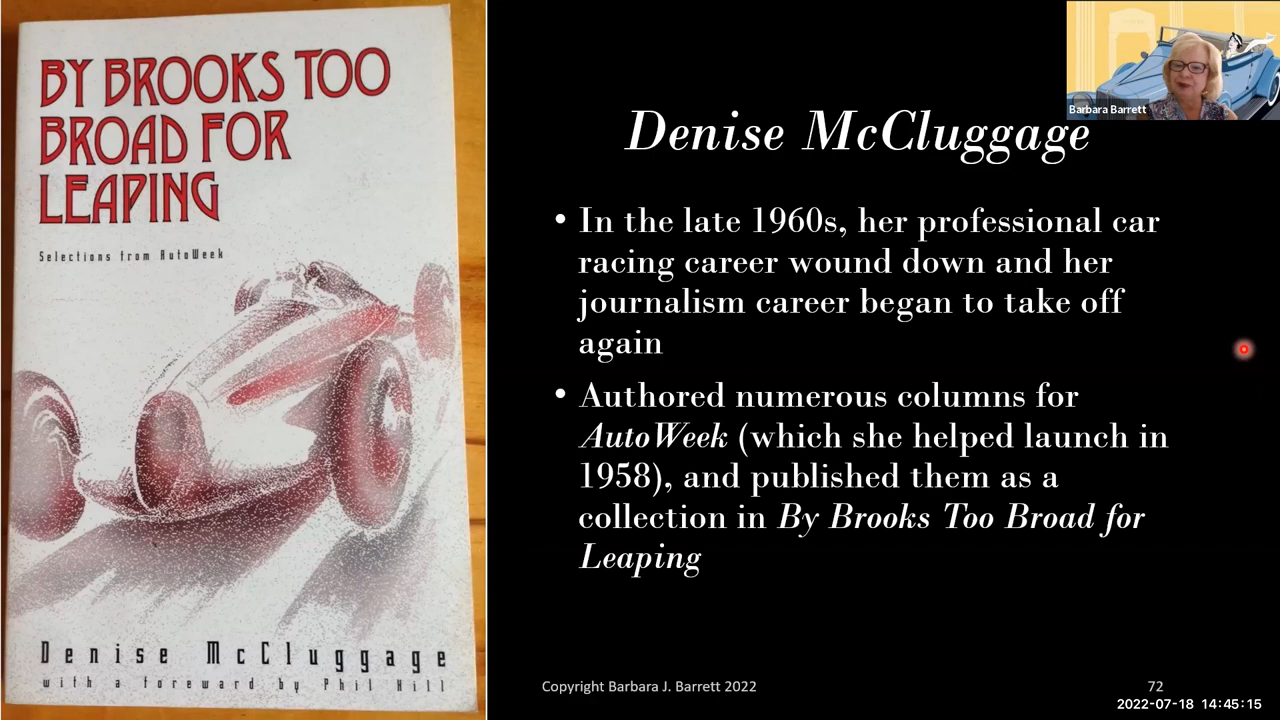 BY BROOKS TOO
BROAD FOR
LEAPING
Selections from AutoWeek
Denise McCluggage
with a foreword by Phil Hill
Barbara Barrett
Denise McCluggage
• In the late 1960s, her professional car
racing career wound down and her
journalism career began to take off
again
• Authored numerous columns for
AutoWeek (which she helped launch in
1958), and published them as a
collection in By Brooks Too Broad for
Leaping
Copyright Barbara J. Barrett 2022
72
2022-07-18 14:45:15